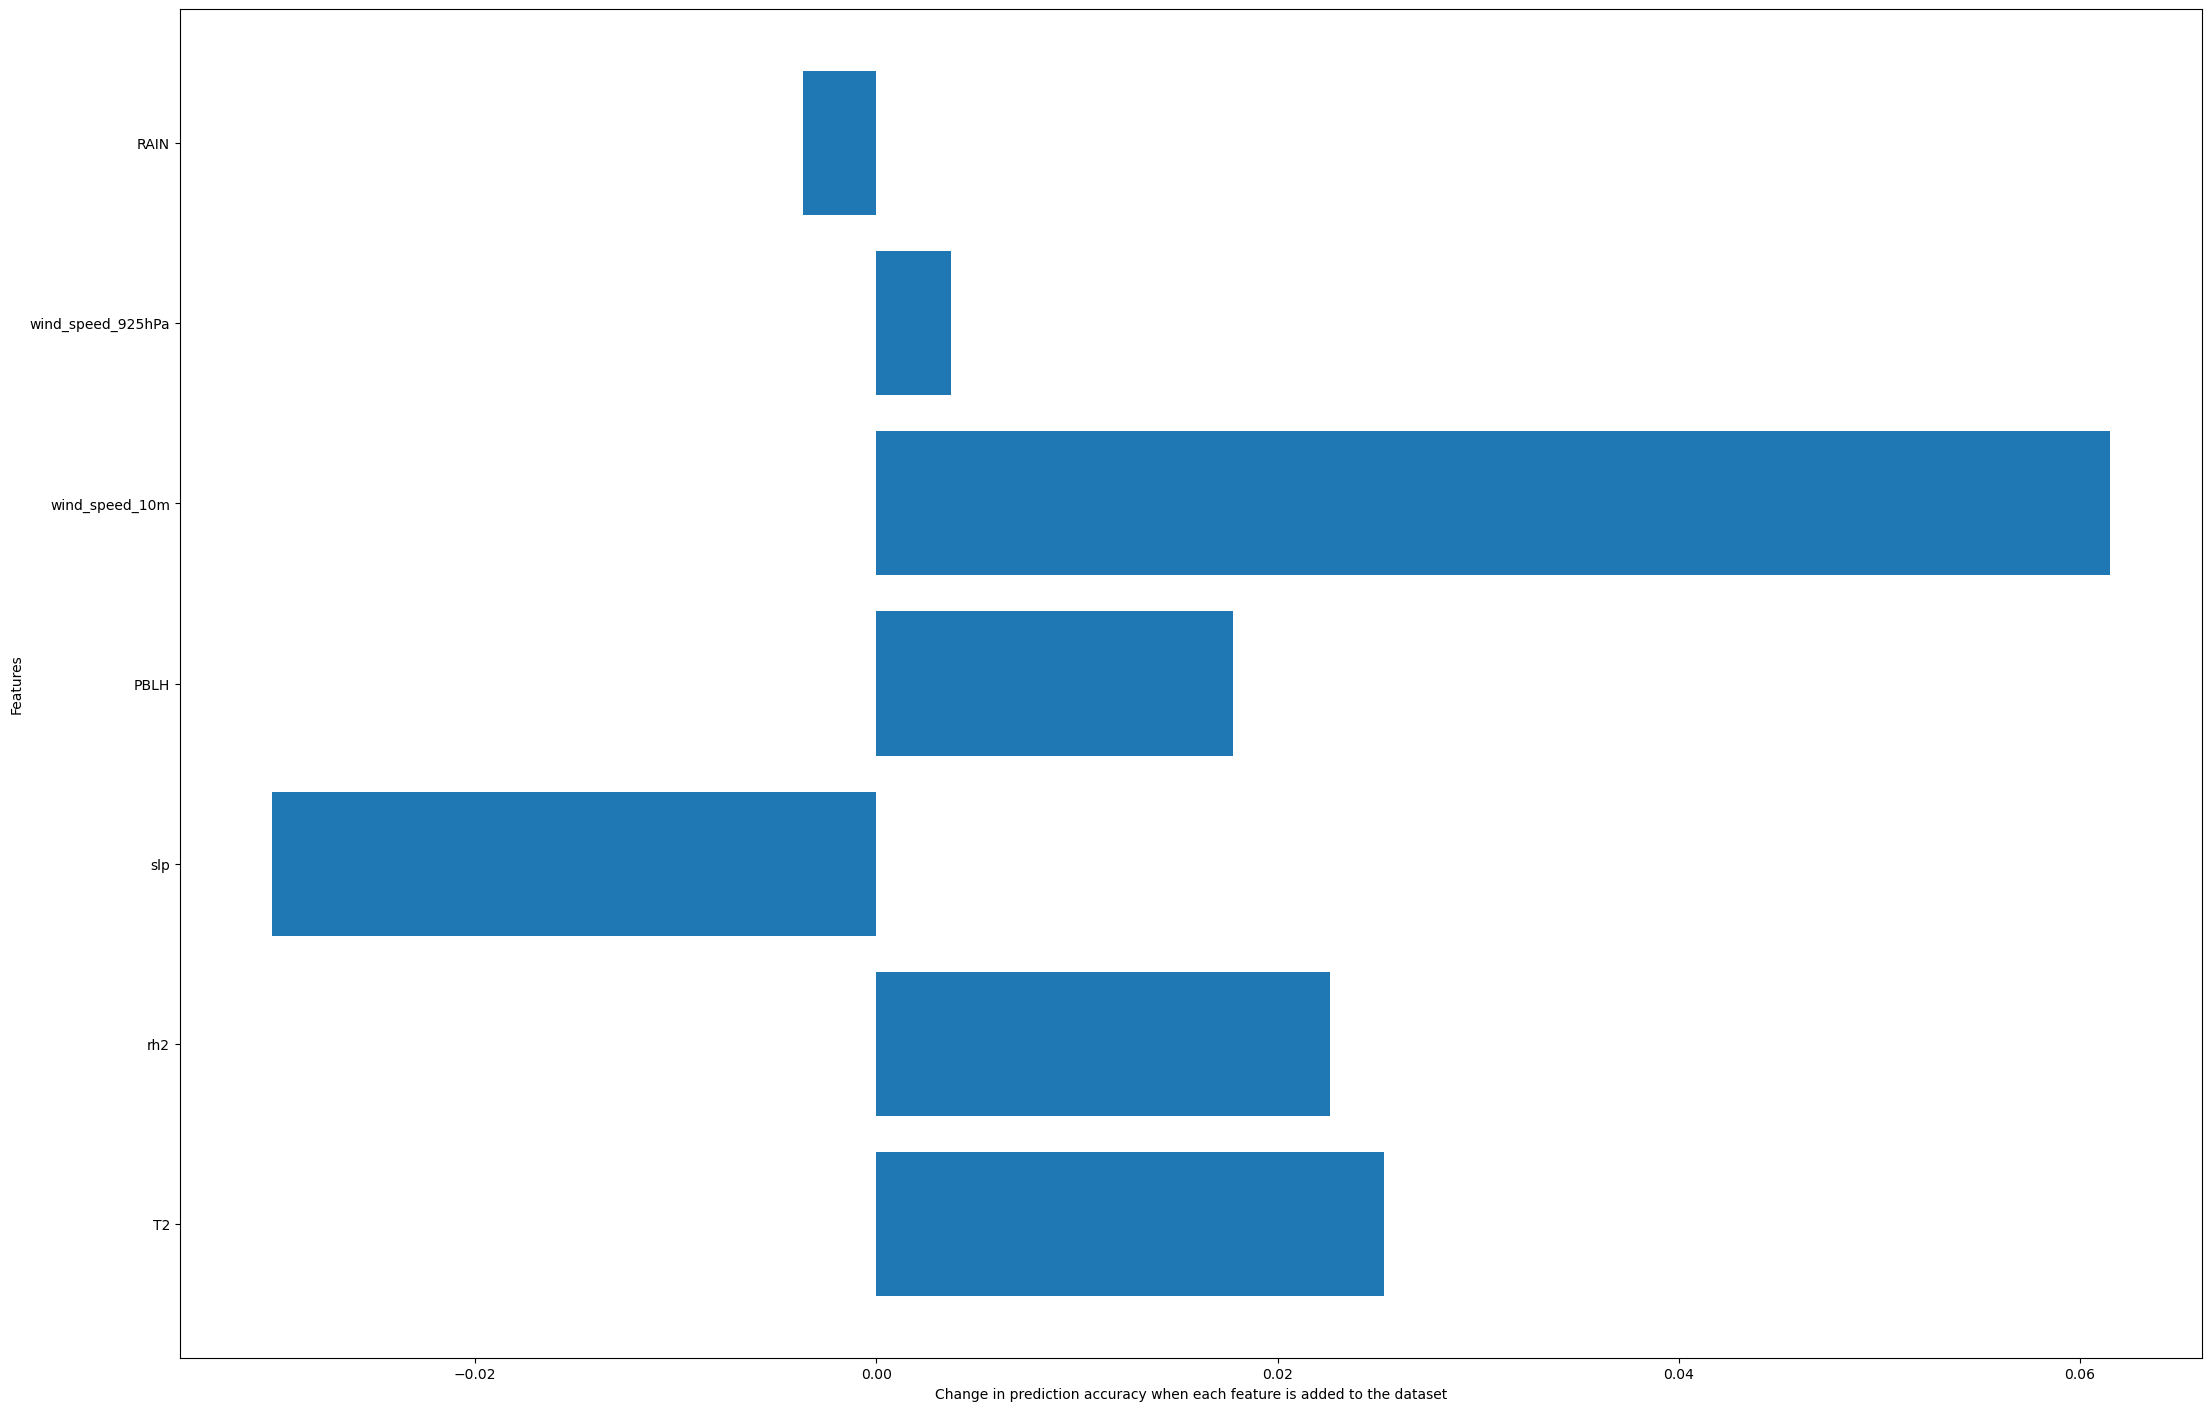 RAIN
wind_speed_925hPa
wind_speed_10m
PBLH
Features
slp
rh2
T2
−0.02 0.00 0.02 0.04 0.06
Change in prediction accuracy when each feature is added to the dataset